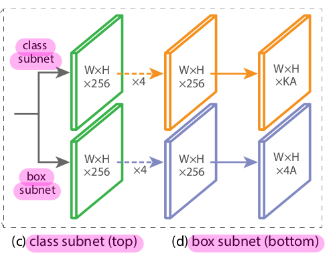 class
subnet
W×H
×256
×4
W×H
×256
W×H
×KA
W×H
×256
×4
W×H
×256
W×H
×4A
box
subnet
(c) class subnet (top) (d) box subnet (bottom)